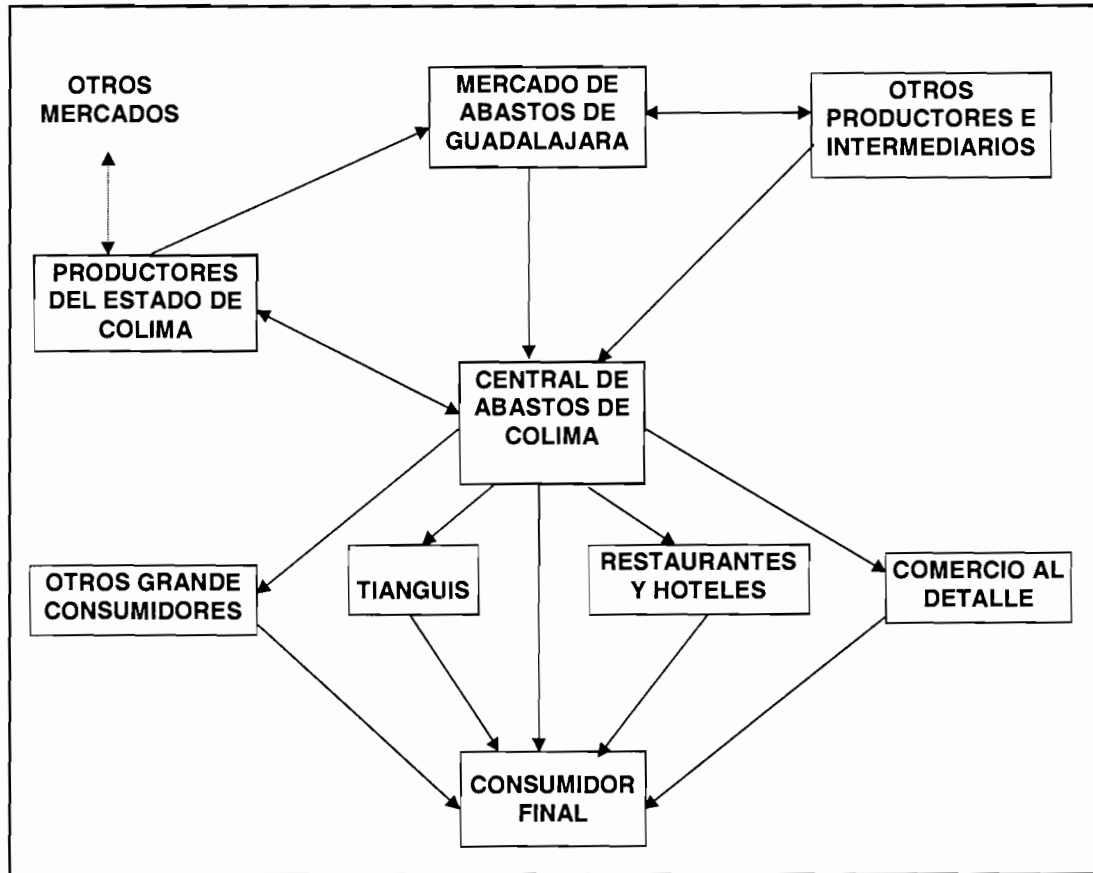 OTROS
MERCADOS
MERCADO DE
ABASTOS DE
GUADALAJARA
OTROS
PRODUCTORES E
INTERMEDIARIOS
PRODUCTORES
DEL ESTADO DE
COLIMA
CENTRAL DE
ABASTOS DE
COLIMA
OTROS GRANDE
CONSUMIDORES
TIANGUIS
RESTAURANTES
Y HOTELES
COMERCIO AL
DETALLE
CONSUMIDOR
FINAL